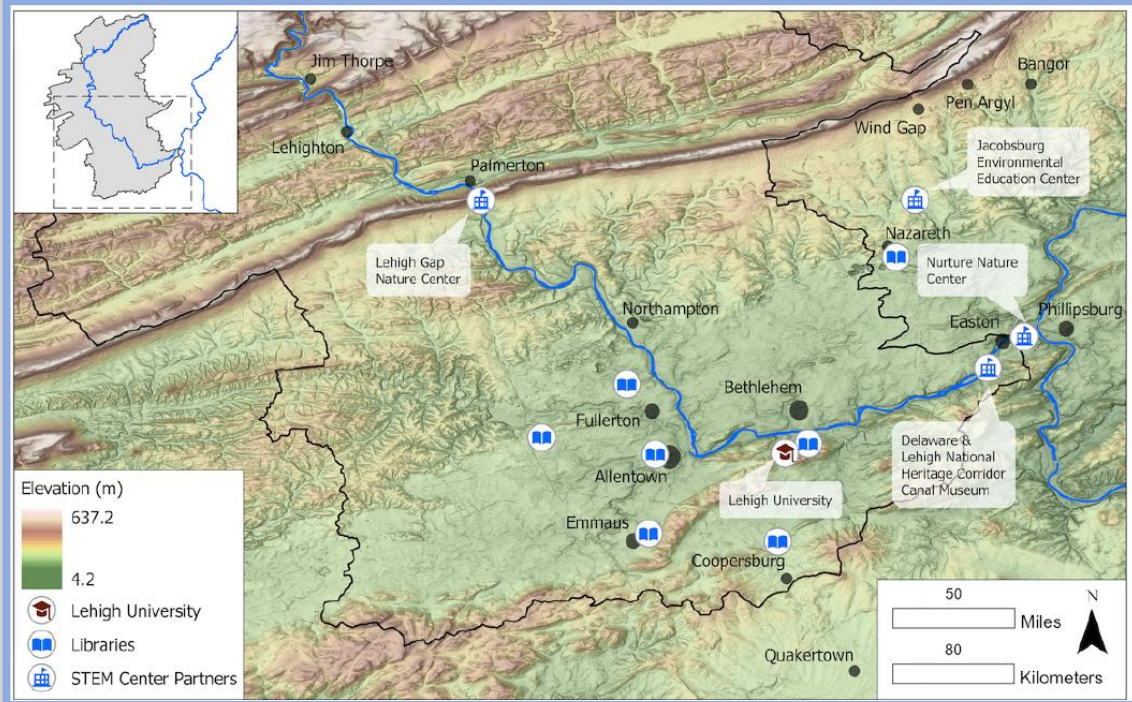 Jim Thorpe
Bangor
Pen Argyl
Wind Gap
Lehighton
Jacobsburg
Environmental
Education Center
Palmerton
Nazareth
Lehigh Gap
Nature Center
Nurture Nature
Center
Northampton
Phillipsburg
Easton
Bethlehem
Fullerton
Delaware &
Lehigh National
Heritage Corridor
Canal Museum
Allentown
Lehigh University
Emmaus
Coopersburg
Quakertown
Elevation (m)
637.2
4.2
Lehigh University
Libraries
STEM Center Partners
50
Miles
N
80
Kilometers